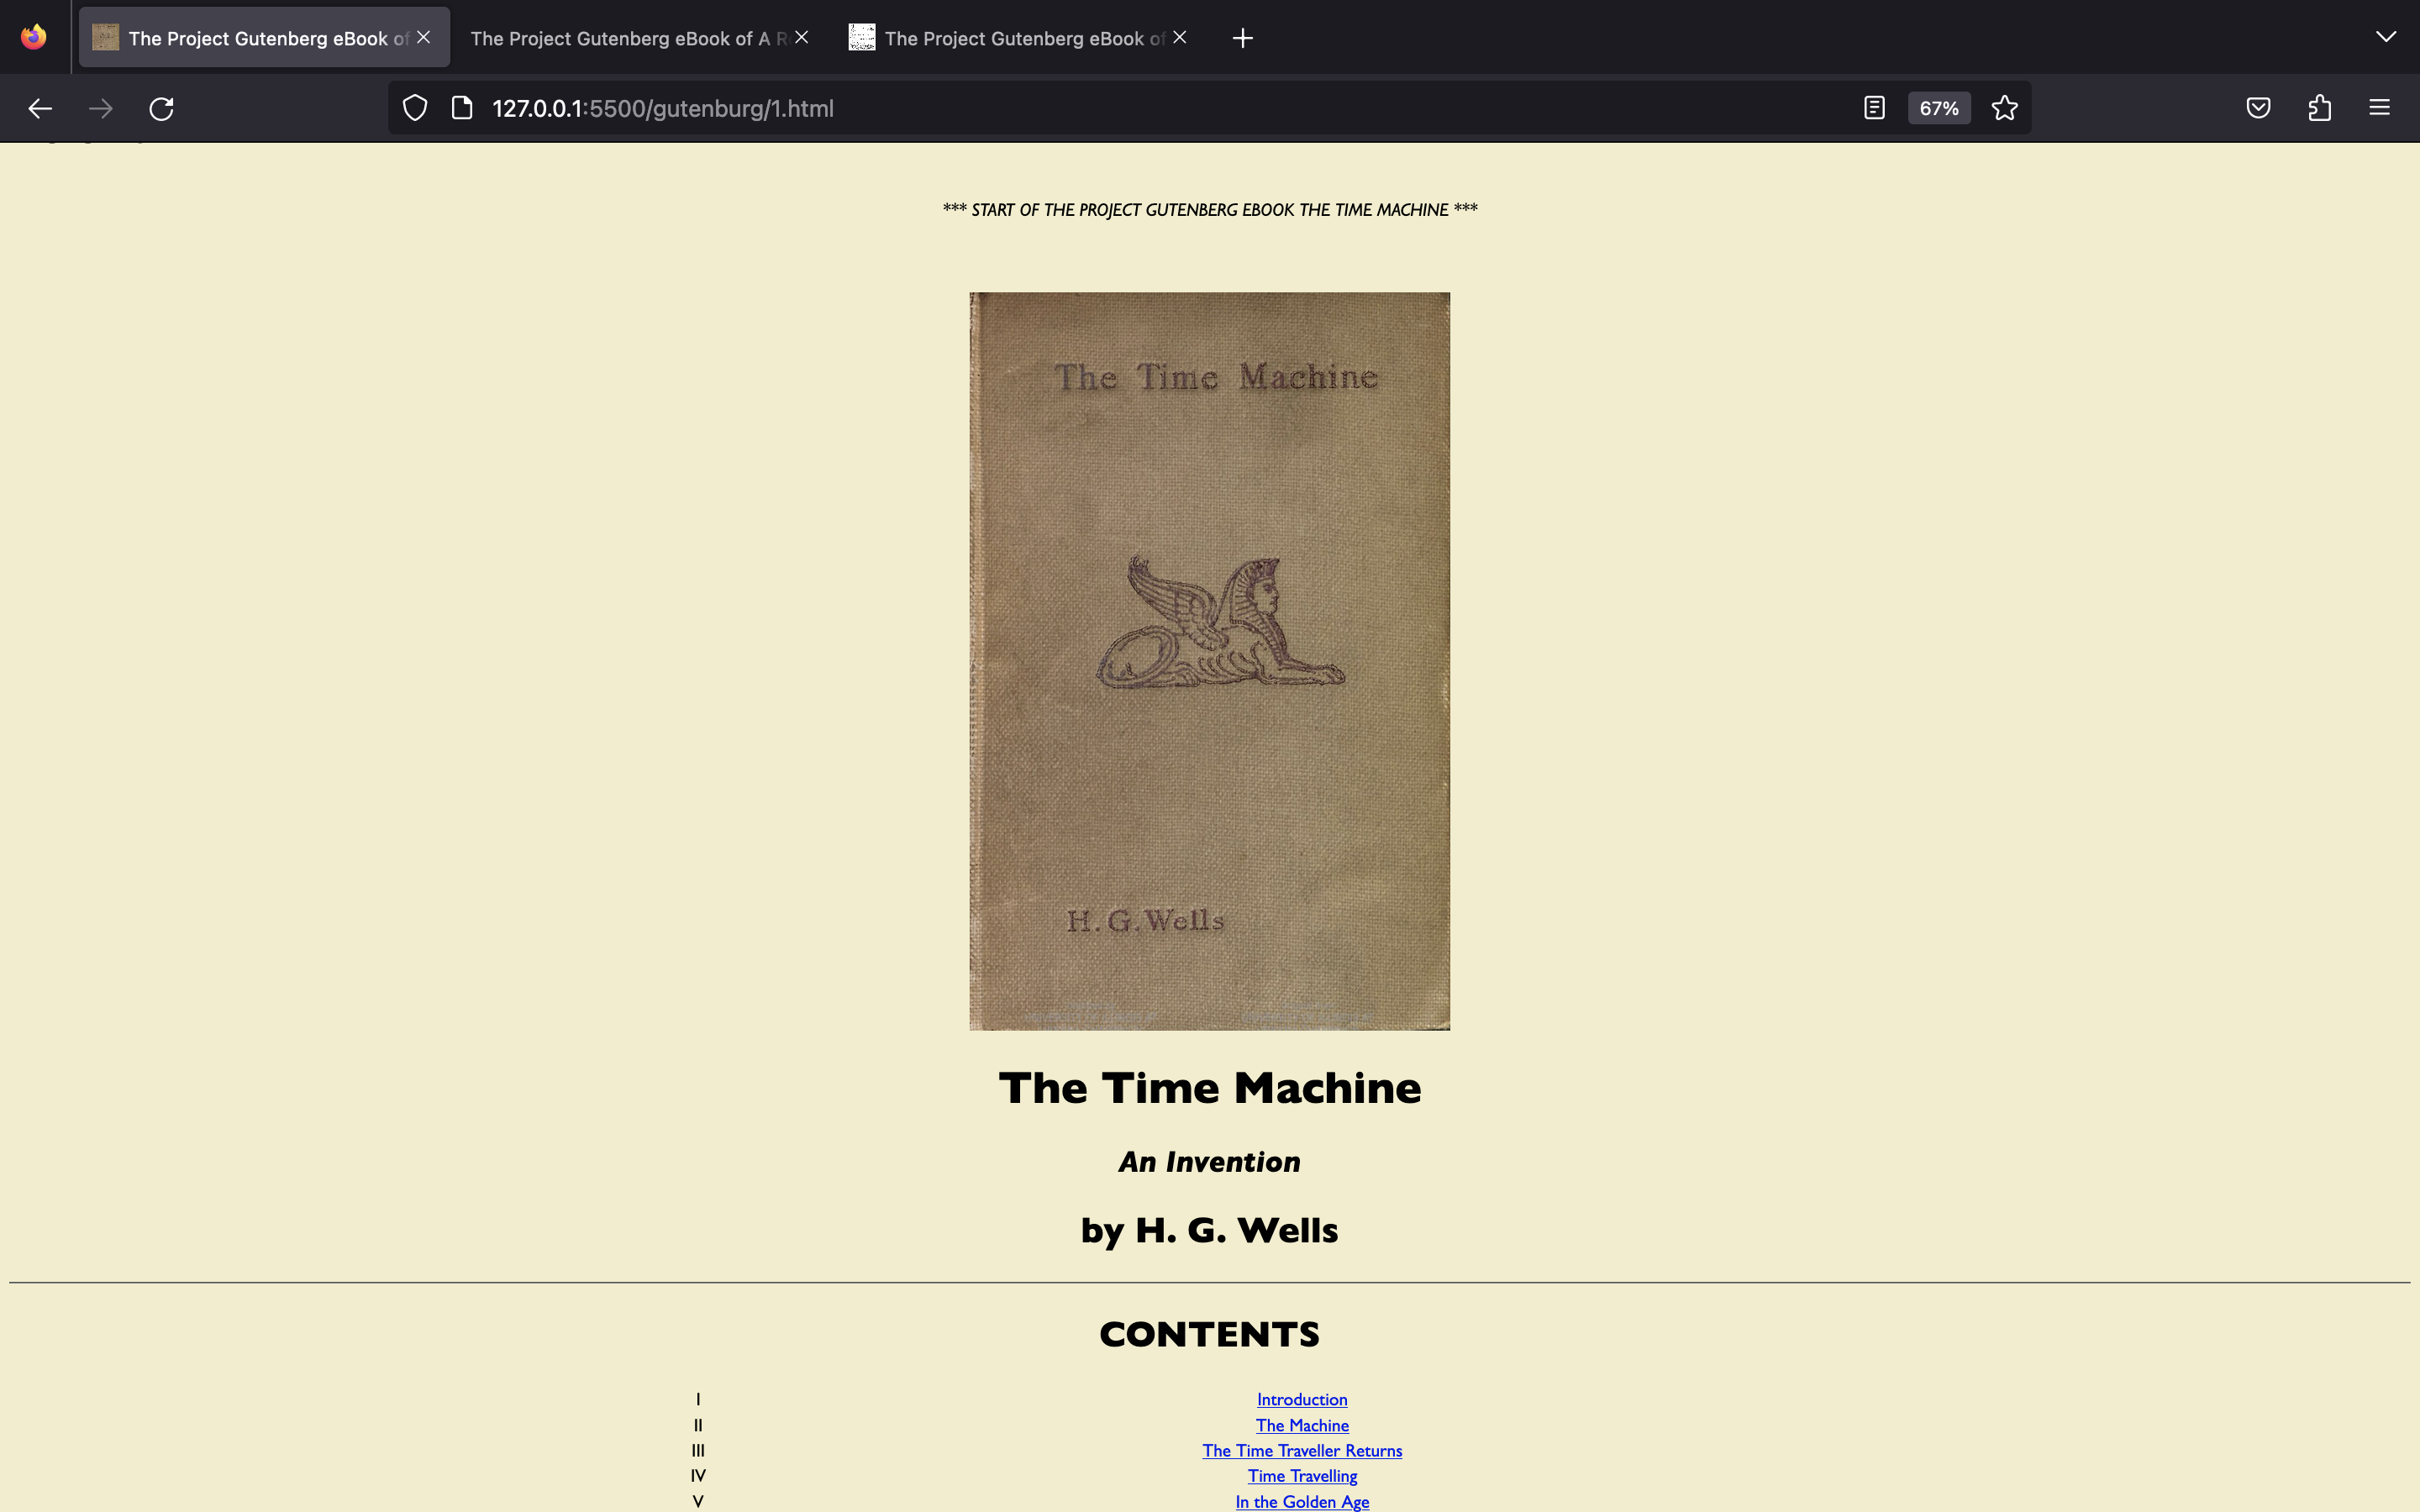 The Project Gutenberg eBook of
The Project Gutenberg eBook of A R
The Project Gutenberg eBook of
127.0.0.1:5500/gutenburg/1.html
67%
*** START OF THE PROJECT GUTENBERG EBOOK THE TIME MACHINE ***
The Time Machine
H.G.Wells
The Time Machine
An Invention
by H. G. Wells
CONTENTS
I Introduction
II The Machine
III The Time Traveller Returns
IV Time Travelling
V In the Golden Age